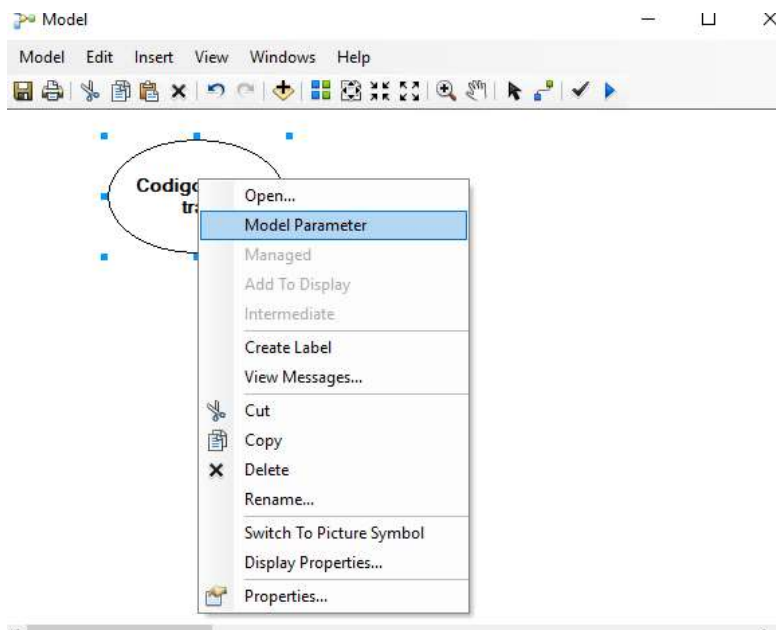 Model
Model Edit Insert View Windows Help
Codigo
Open...
Model Parameter
Managed
Add To Display
Intermediate
Create Label
View Messages...
Cut
Copy
Delete
Rename...
Switch To Picture Symbol
Display Properties...
Properties...